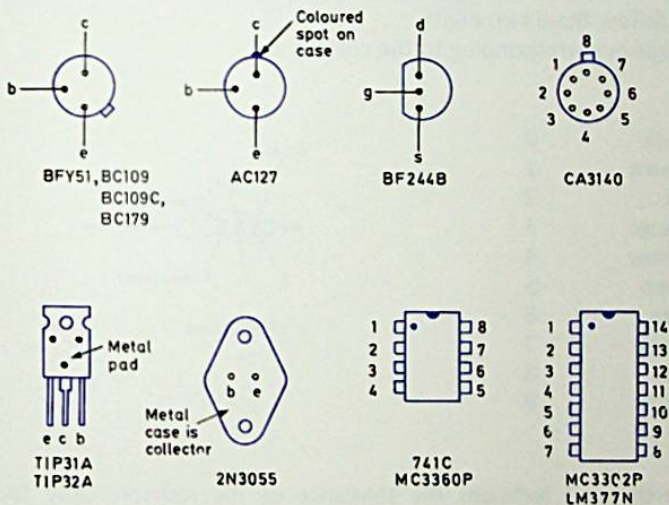 c
Coloured
spot on
case
c
d
b
b
g
e
e
s
8
1
7
2
6
3
5
4
BFY51, BC109
BC109C,
BC179
AC127
BF244B
CA3140
Metal
pad
e c b
TIP31A
TIP32A
b e
Metal
case is
collector
2N3055
1
8
2
7
3
6
4
5
741C
MC3360P
1
14
2
13
3
12
4
11
5
10
6
9
7
8
MC3302P
LM377N